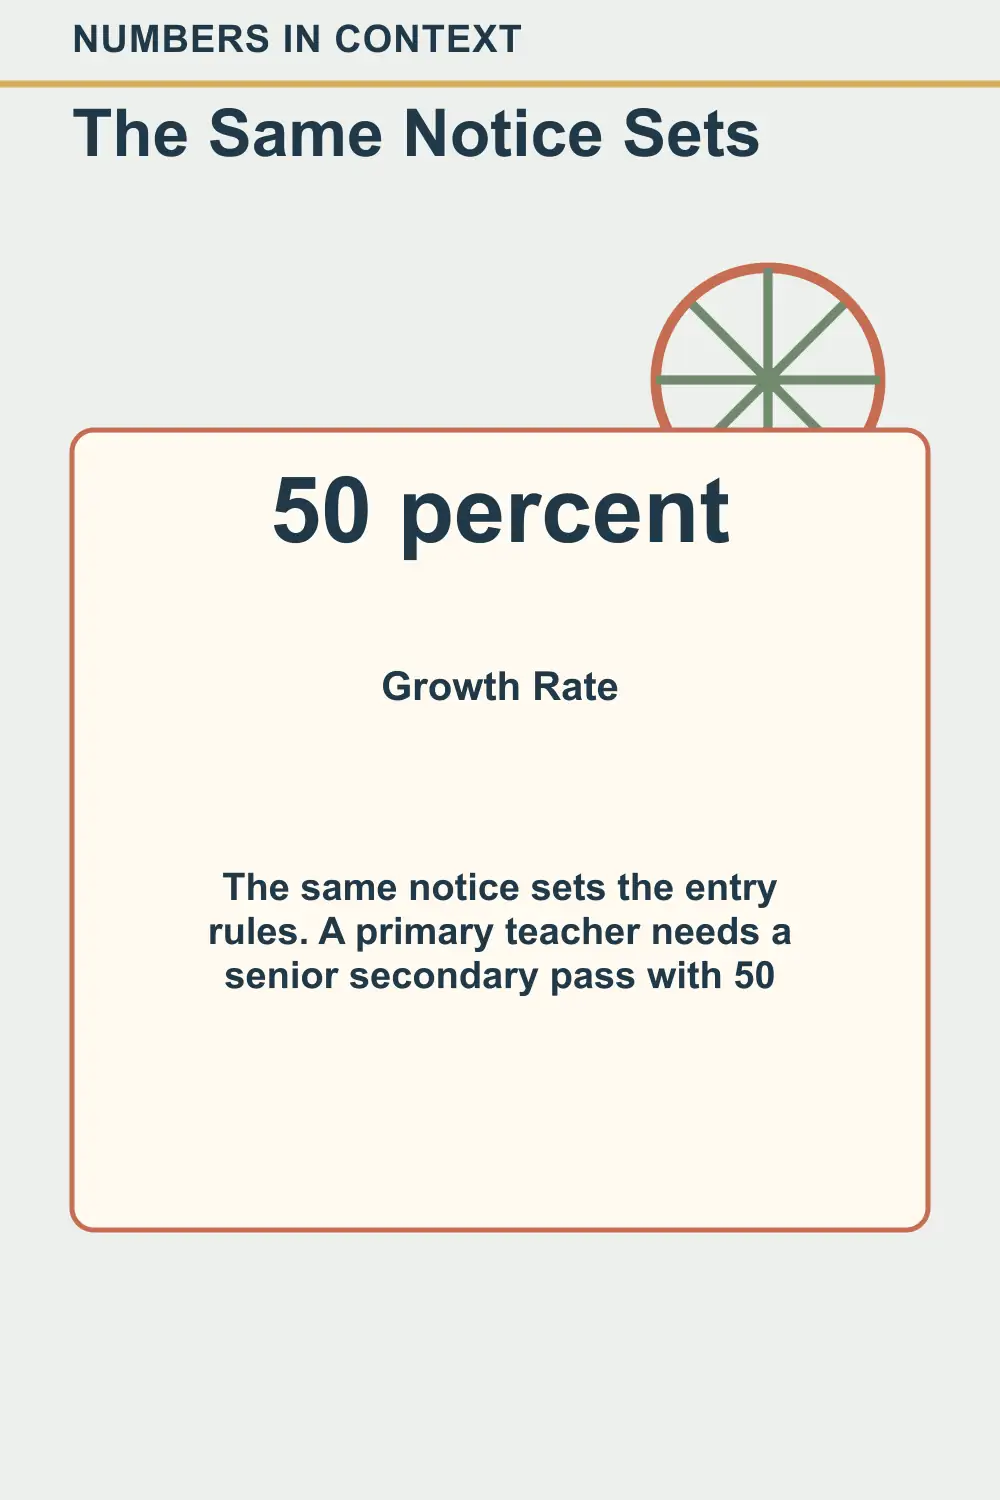 NUMBERS IN CONTEXT
The Same Notice Sets
50 percent
Growth Rate
The same notice sets the entry
rules. A primary teacher needs a
senior secondary pass with 50